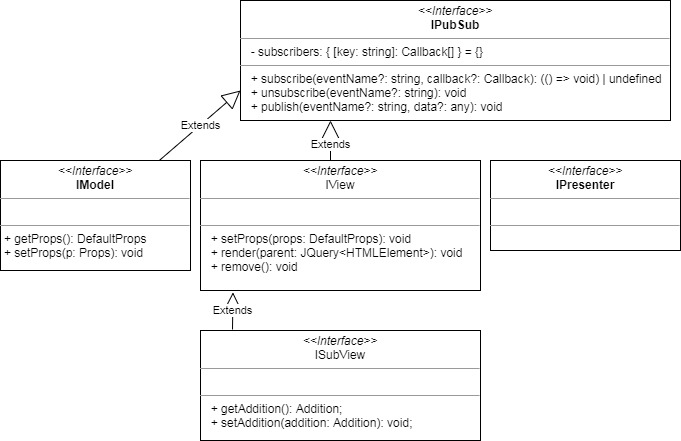 <<Interface>>
IPubSub
- subscribers: { [key: string]: Callback[] } = {}
+ subscribe(eventName?: string, callback?: Callback): (() => void) | undefined
+ unsubscribe(eventName?: string): void
+ publish(eventName?: string, data?: any): void
Extends
Extends
<<Interface>>
IModel
+ getProps(): DefaultProps
+ setProps(p: Props): void
<<Interface>>
IView
+ setProps(props: DefaultProps): void
+ render(parent: JQuery<HTMLElement>): void
+ remove(): void
<<Interface>>
IPresenter
Extends
<<Interface>>
ISubView
+ getAddition(): Addition;
+ setAddition(addition: Addition): void;